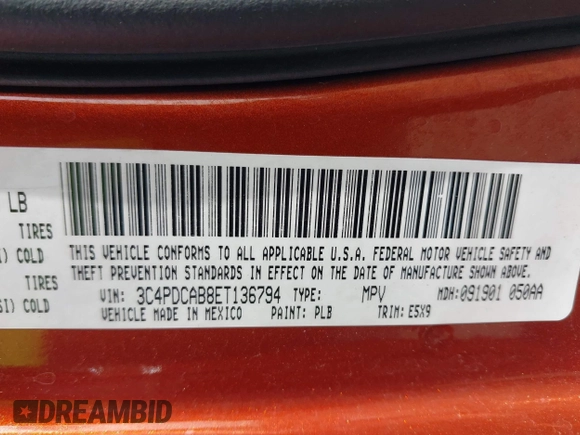 LB
TIRES
COLD
TIRES
SI) COLD
THIS VEHICLE CONFORMS TO ALL APPLICABLE U.S.A. FEDERAL MOTOR VEHICLE SAFETY AND
THEFT PREVENTION STANDARDS IN EFFECT ON THE DATE OF MANUFACTURE SHOWN ABOVE.
VIN: 3C4PDCAB8ET136794 TYPE: MPV MDH: 091901 050AA
VEHICLE MADE IN MEXICO PAINT: PLB TRIM: E5X9
DREAMBID